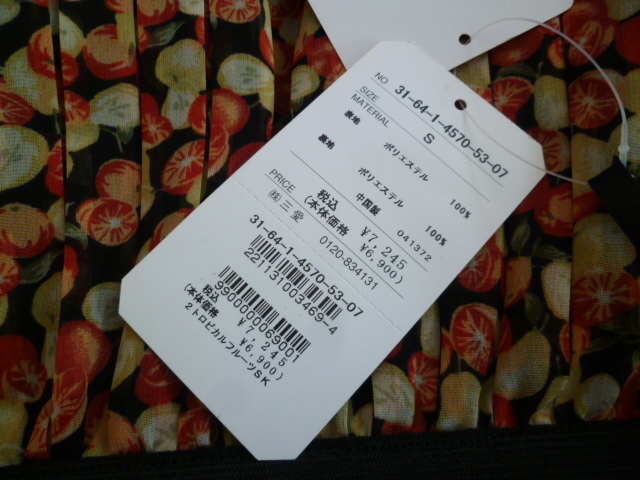 NO 31-64-1-4570-53-07
SIZE S
MATERIAL
表地 ポリエステル 100%
裏地 ポリエステル 100%
中国製 041372
PRICE 税込 ¥7,245
(本体価格 ¥6,900)
㈱三愛 0120-834131
31-64-1-4570-53-07
221131003469-4
9900000069001
税込 ¥7,245
(本体価格 ¥6,900)
2トロピカルフルーツSK